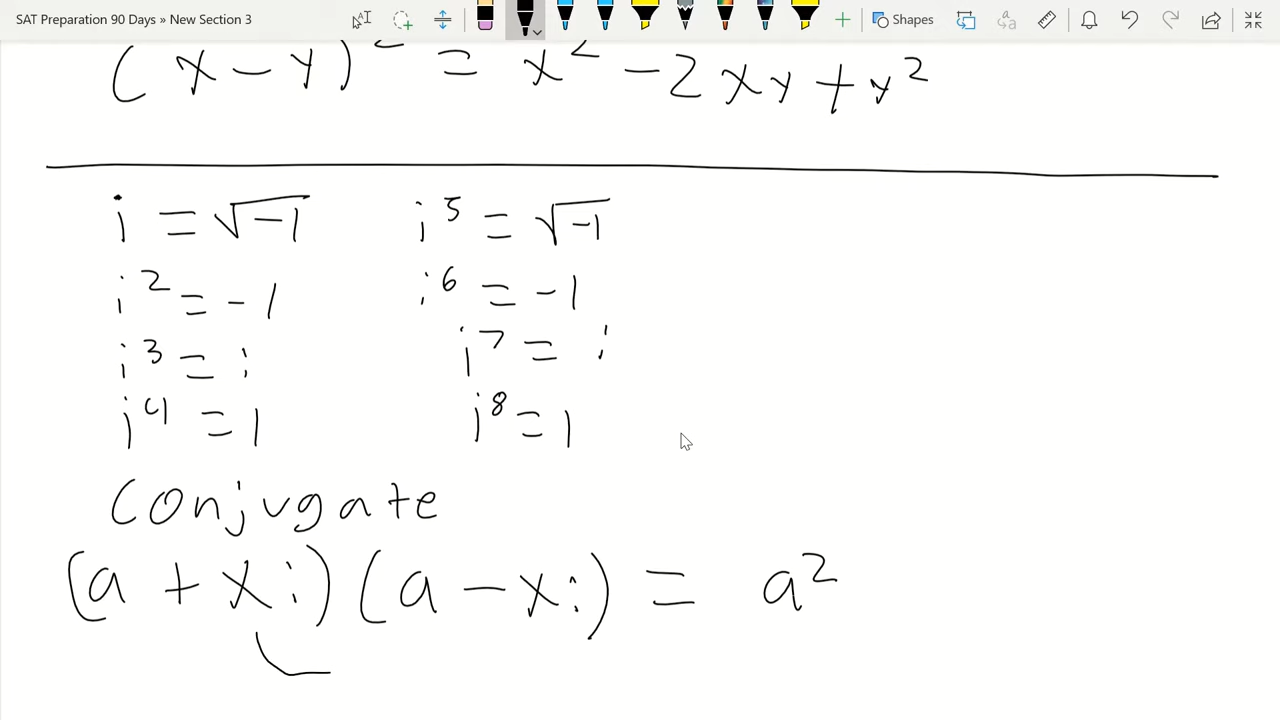 SAT Preparation 90 Days » New Section 3
Shapes
(x-y)² = x² - 2xy + y²
i = √-1
i² = -1
i³ = i
i⁴ = 1
i⁵ = √-1
i⁶ = -1
i⁷ = i
i⁸ = 1
Conjugate
(a + xi)(a - xi) = a²